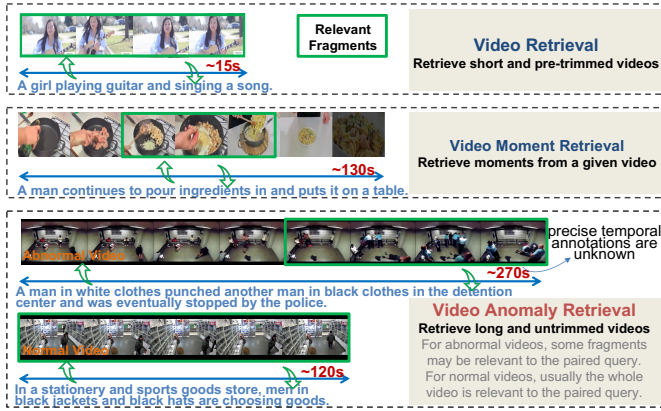 Relevant
Fragments
Video Retrieval
Retrieve short and pre-trimmed videos
~15s
A girl playing guitar and singing a song.
Video Moment Retrieval
Retrieve moments from a given video
~130s
A man continues to pour ingredients in and puts it on a table.
Abnormal Video
precise temporal
annotations are
unknown
~270s
A man in white clothes punched another man in black clothes in the detention
center and was eventually stopped by the police.
Video Anomaly Retrieval
Retrieve long and untrimmed videos
For abnormal videos, some fragments
may be relevant to the paired query.
For normal videos, usually the whole
video is relevant to the paired query.
Normal Video
~120s
In a stationery and sports goods store, men in
black jackets and black hats are choosing goods.